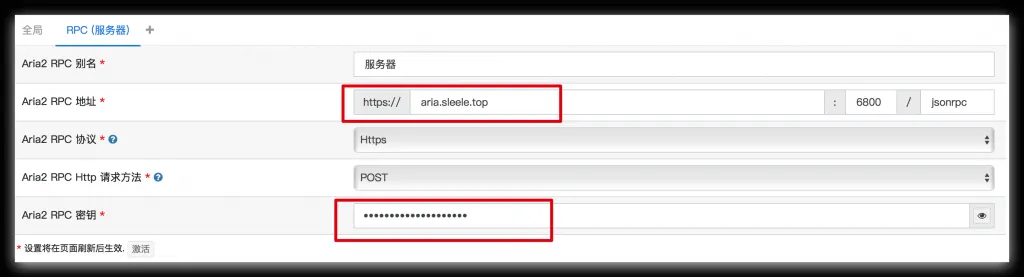 全局 RPC (服务器) +
Aria2 RPC 别名 * 服务器
Aria2 RPC 地址 * https:// aria.sleele.top : 6800 / jsonrpc
Aria2 RPC 协议 * Https
Aria2 RPC Http 请求方法 * POST
Aria2 RPC 密钥 * ••••••••••••••••••••
* 设置将在页面刷新后生效. 激活